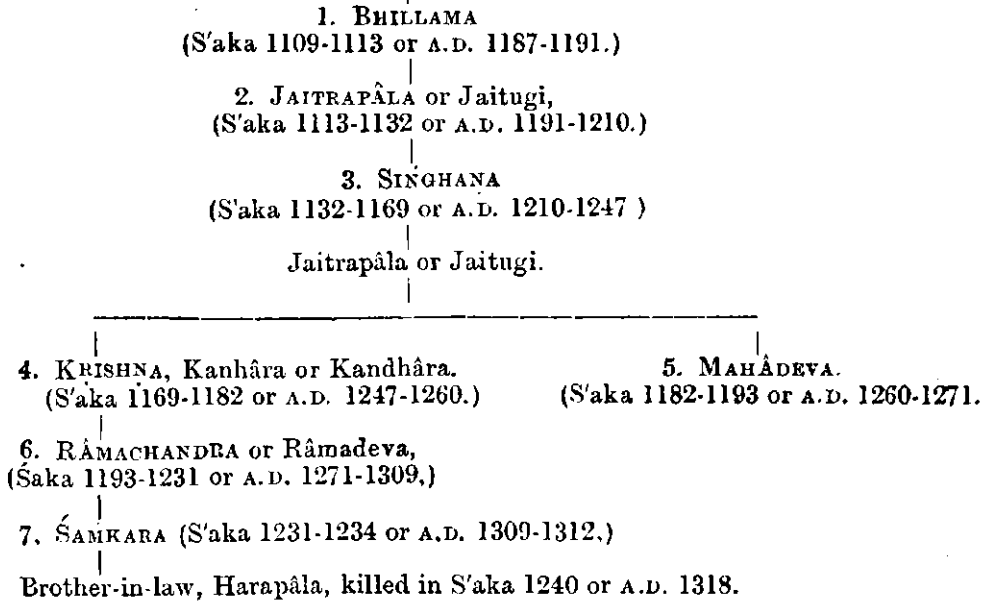 1. BHILLAMA
(S'aka 1109-1113 or A.D. 1187-1191.)
2. JAITRAPÂLA or Jaitugi,
(S'aka 1113-1132 or A.D. 1191-1210.)
3. SIṄGHANA
(S'aka 1132-1169 or A.D. 1210-1247 )
Jaitrapâla or Jaitugi.
4. KṚISHṆA, Kanhâra or Kandhâra.
5. MAHÂDEVA.
(S'aka 1169-1182 or A.D. 1247-1260.)
(S'aka 1182-1193 or A.D. 1260-1271.
6. RÂMACHANDRA or Râmadeva,
(Śaka 1193-1231 or A.D. 1271-1309.)
7. ŚAṀKARA (S'aka 1231-1234 or A.D. 1309-1312.)
Brother-in-law, Harapâla, killed in S'aka 1240 or A.D. 1318.